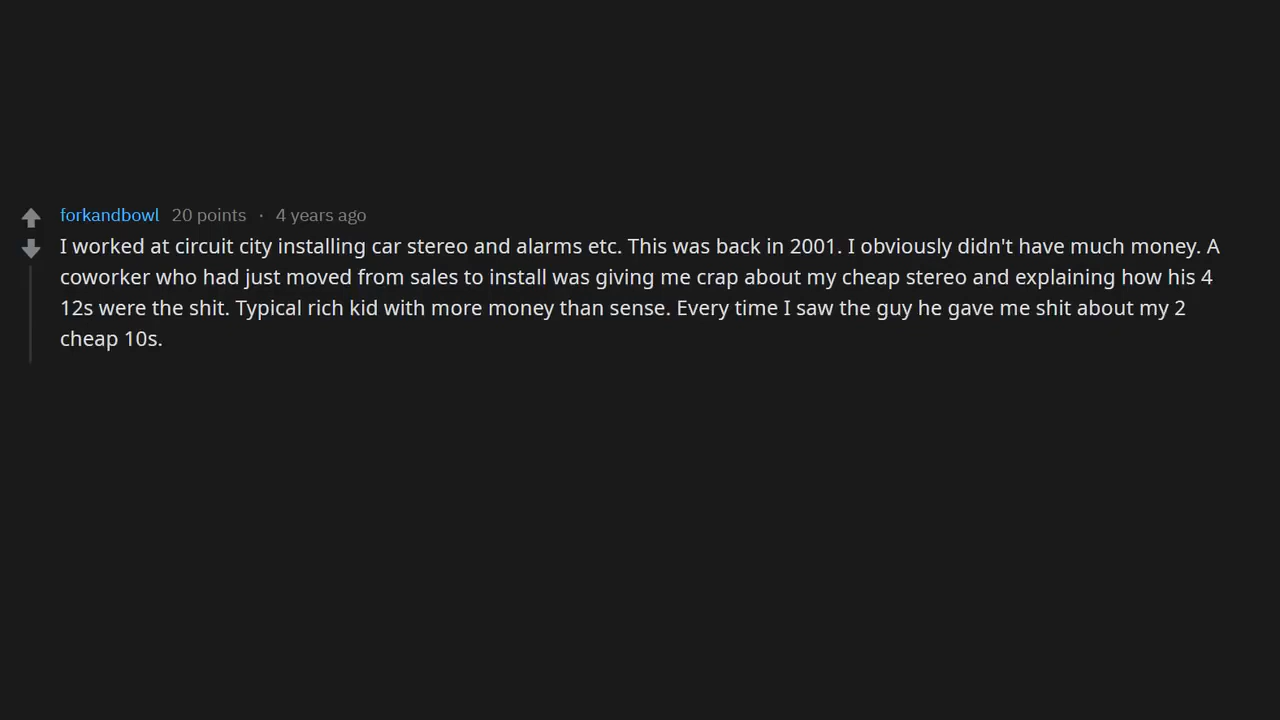 forkandbowl 20 points · 4 years ago
I worked at circuit city installing car stereo and alarms etc. This was back in 2001. I obviously didn't have much money. A
coworker who had just moved from sales to install was giving me crap about my cheap stereo and explaining how his 4
12s were the shit. Typical rich kid with more money than sense. Every time I saw the guy he gave me shit about my 2
cheap 10s.